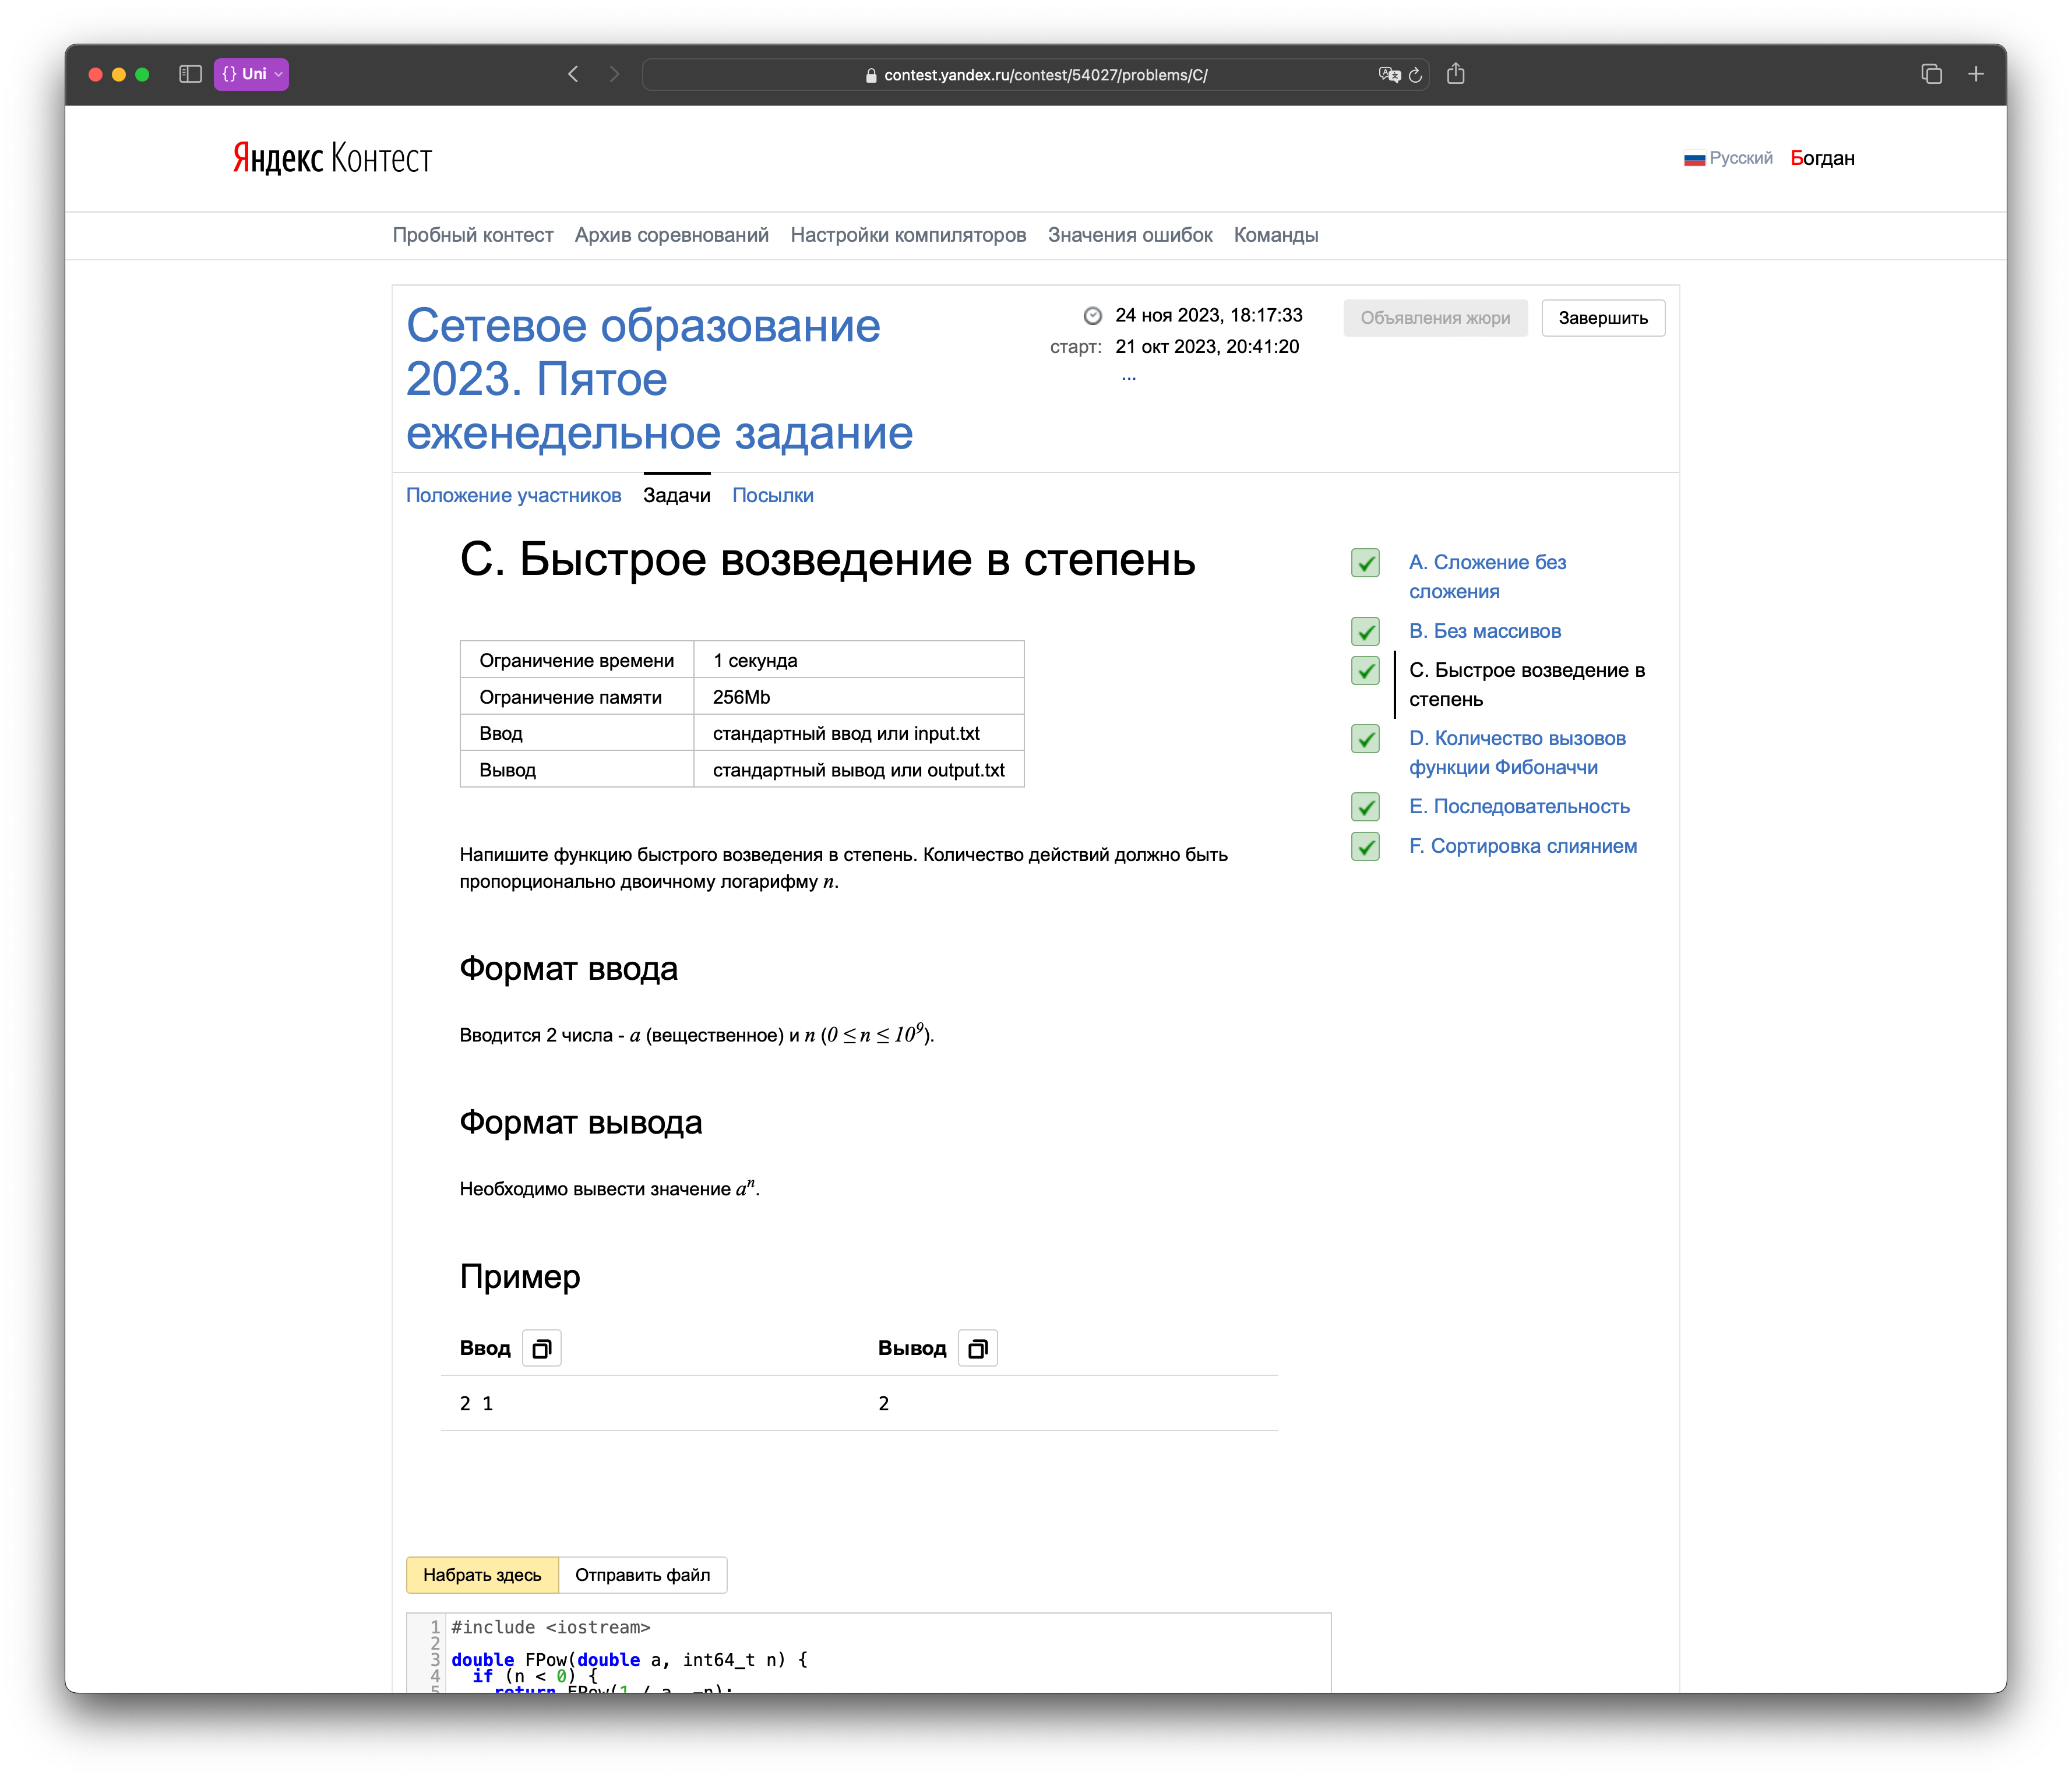 {} Uni
contest.yandex.ru/contest/54027/problems/C/
Яндекс Контест
Русский Богдан
Пробный контест Архив соревнований Настройки компиляторов Значения ошибок Команды
Сетевое образование
2023. Пятое
еженедельное задание
24 ноя 2023, 18:17:33
старт: 21 окт 2023, 20:41:20
...
Объявления жюри Завершить
Положение участников Задачи Посылки
C. Быстрое возведение в степень
Ограничение времени 1 секунда
Ограничение памяти 256Mb
Ввод стандартный ввод или input.txt
Вывод стандартный вывод или output.txt
Напишите функцию быстрого возведения в степень. Количество действий должно быть
пропорционально двоичному логарифму n.
Формат ввода
Вводится 2 числа - a (вещественное) и n (0 ≤ n ≤ 10⁹).
Формат вывода
Необходимо вывести значение aⁿ.
Пример
Ввод Вывод
2 1 2
A. Сложение без
сложения
B. Без массивов
C. Быстрое возведение в
степень
D. Количество вызовов
функции Фибоначчи
E. Последовательность
F. Сортировка слиянием
Набрать здесь Отправить файл
1 #include <iostream>
2
3 double FPow(double a, int64_t n) {
4 if (n < 0) {
5 return FPow(1 / a, -n);